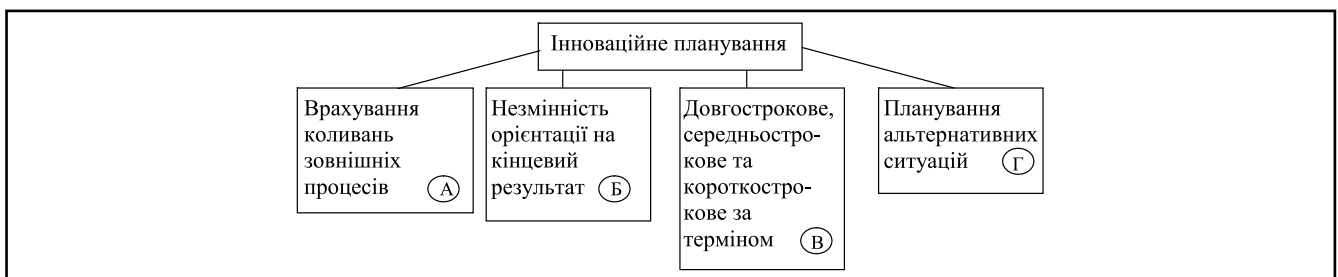 Інноваційне планування
Врахування
коливань
зовнішніх
процесів А
Незмінність
орієнтації на
кінцевий
результат Б
Довгострокове,
середньостро-
кове та
короткостро-
кове за
терміном В
Планування
альтернативних
ситуацій Г